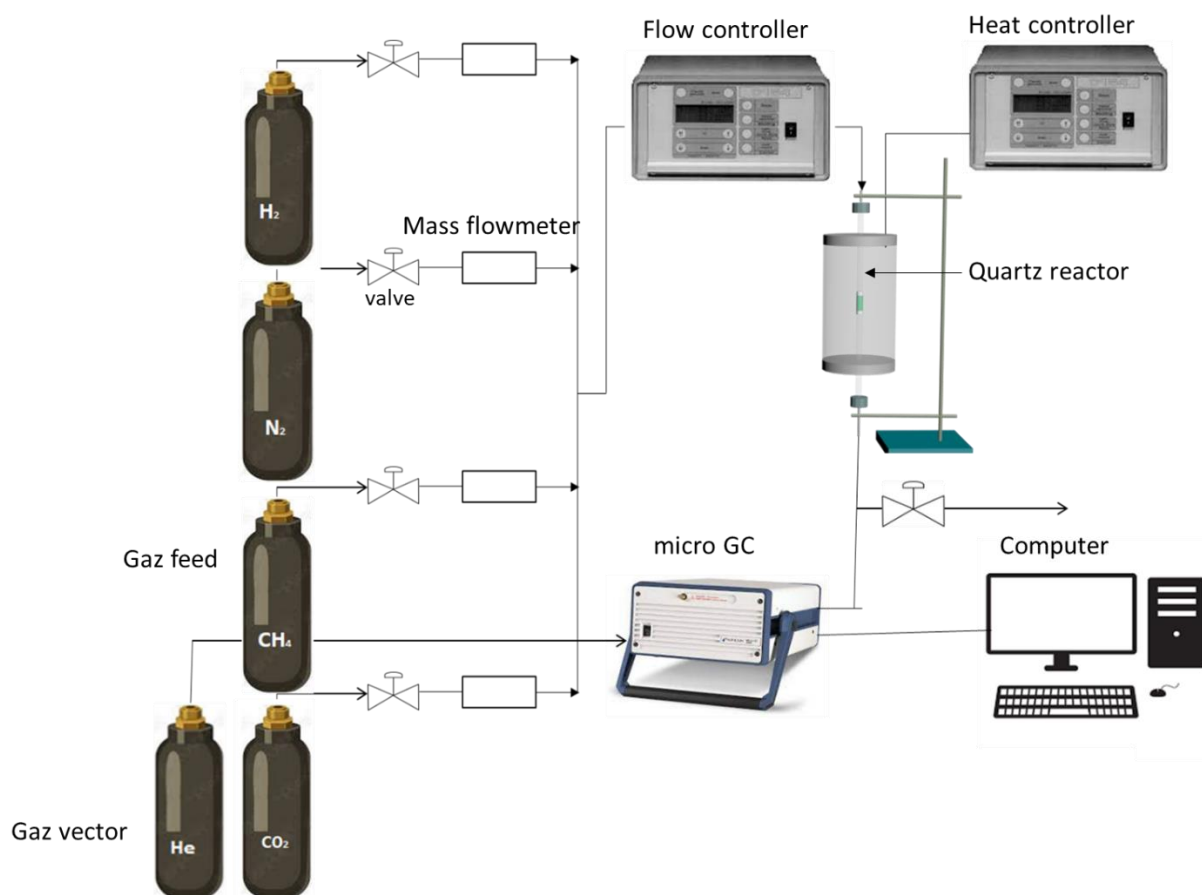 Flow controller
Heat controller
H₂
Mass flowmeter
valve
Quartz reactor
N₂
Gaz feed
CH₄
micro GC
Computer
Gaz vector
He
CO₂